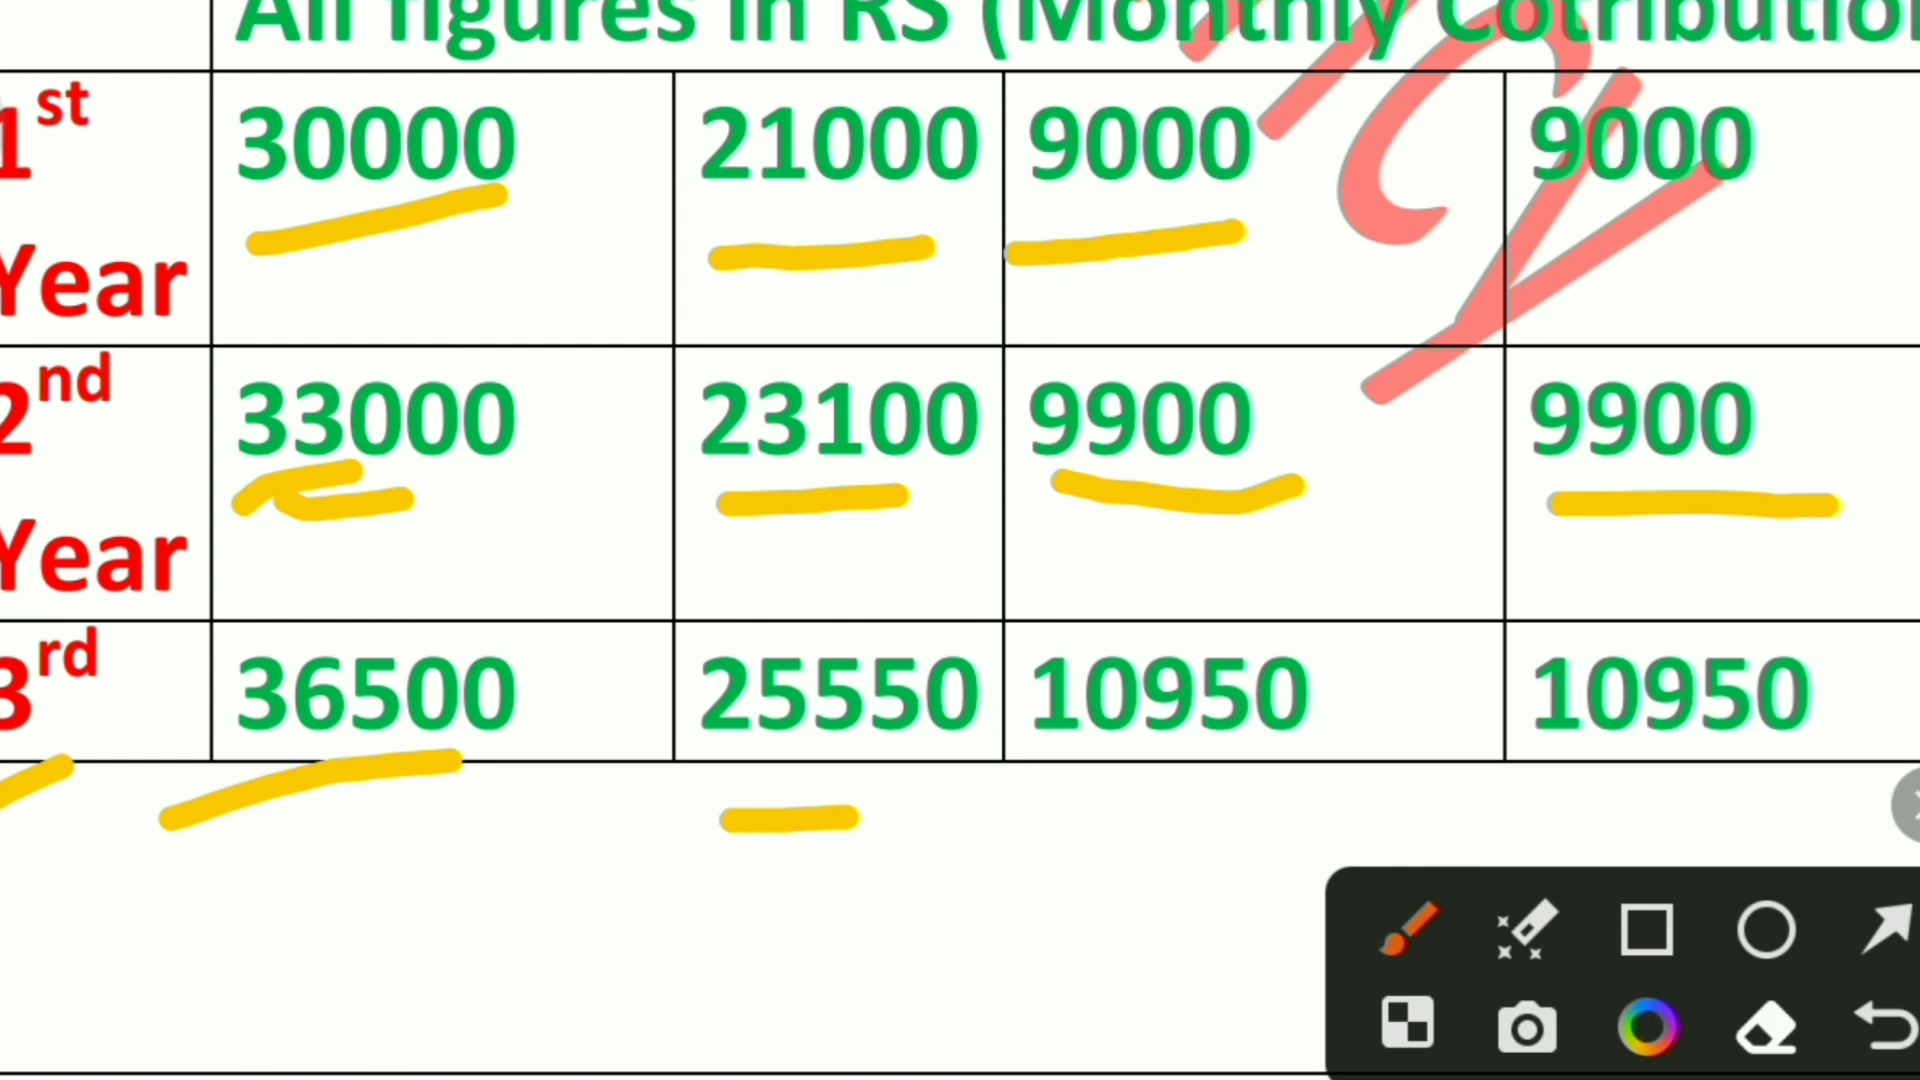 All figures in RS (Monthly Cotribution
1st Year 30000 21000 9000 9000
2nd Year 33000 23100 9900 9900
3rd 36500 25550 10950 10950